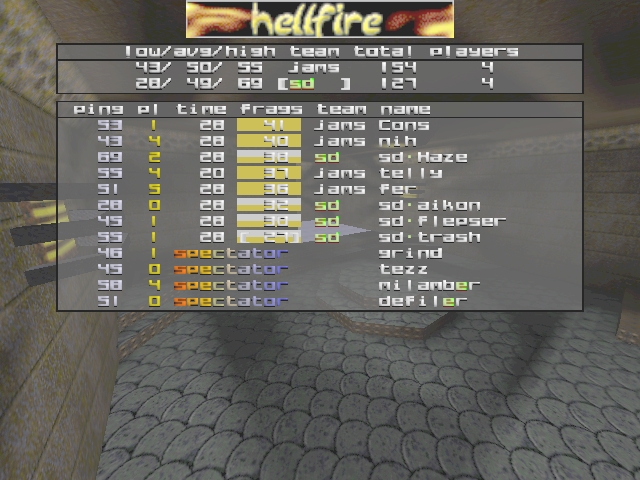 hellfire
low/avg/high team total players
43/ 50/ 55 jams 154 4
28/ 49/ 69 [sd ] 127 4
ping pl time frags team name
53 1 28 41 jams Cons
43 4 28 40 jams nih
69 2 28 38 sd sd·Haze
55 4 20 37 jams telly
51 5 28 36 jams fer
28 0 28 32 sd sd·aikon
45 1 28 30 sd sd·flepser
55 1 28 [ 27] sd sd·trash
46 1 spectator grind
45 0 spectator tezz
58 4 spectator milamber
51 0 spectator defiler